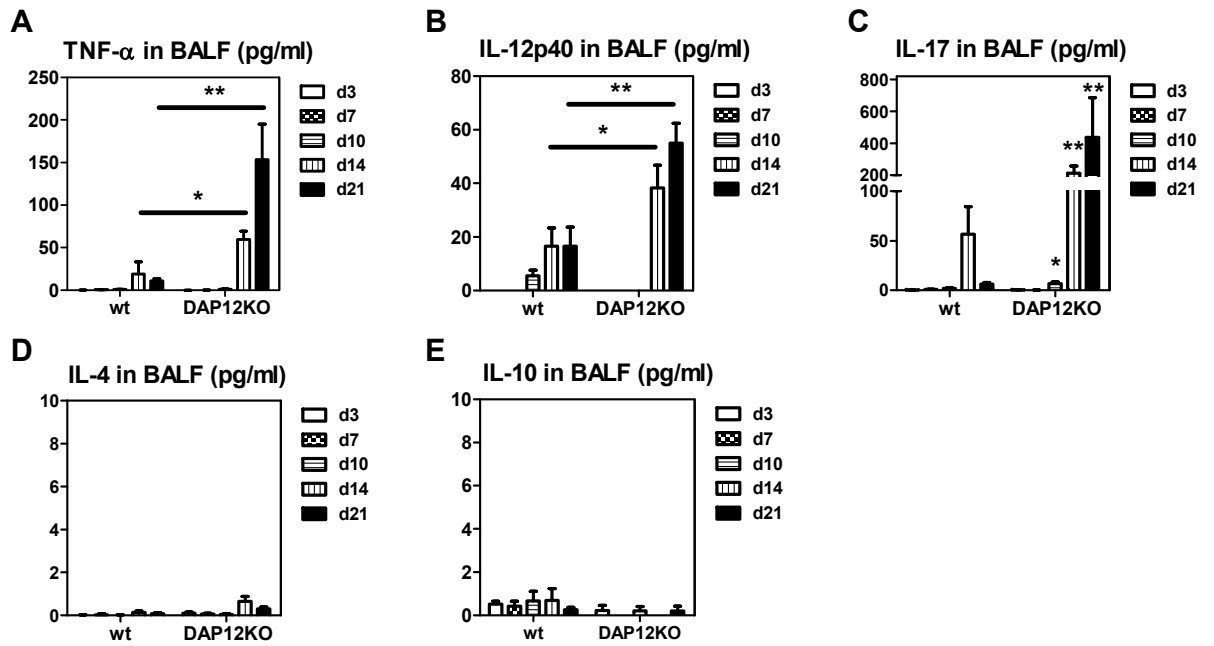 A
TNF-α in BALF (pg/ml)
250
200
150
100
50
0
**
*
wt
DAP12KO
d3
d7
d10
d14
d21
B
IL-12p40 in BALF (pg/ml)
80
60
40
20
0
**
*
wt
DAP12KO
d3
d7
d10
d14
d21
C
IL-17 in BALF (pg/ml)
800
600
400
200
100
50
0
*
**
**
wt
DAP12KO
d3
d7
d10
d14
d21
D
IL-4 in BALF (pg/ml)
10
8
6
4
2
0
wt
DAP12KO
d3
d7
d10
d14
d21
E
IL-10 in BALF (pg/ml)
10
8
6
4
2
0
wt
DAP12KO
d3
d7
d10
d14
d21